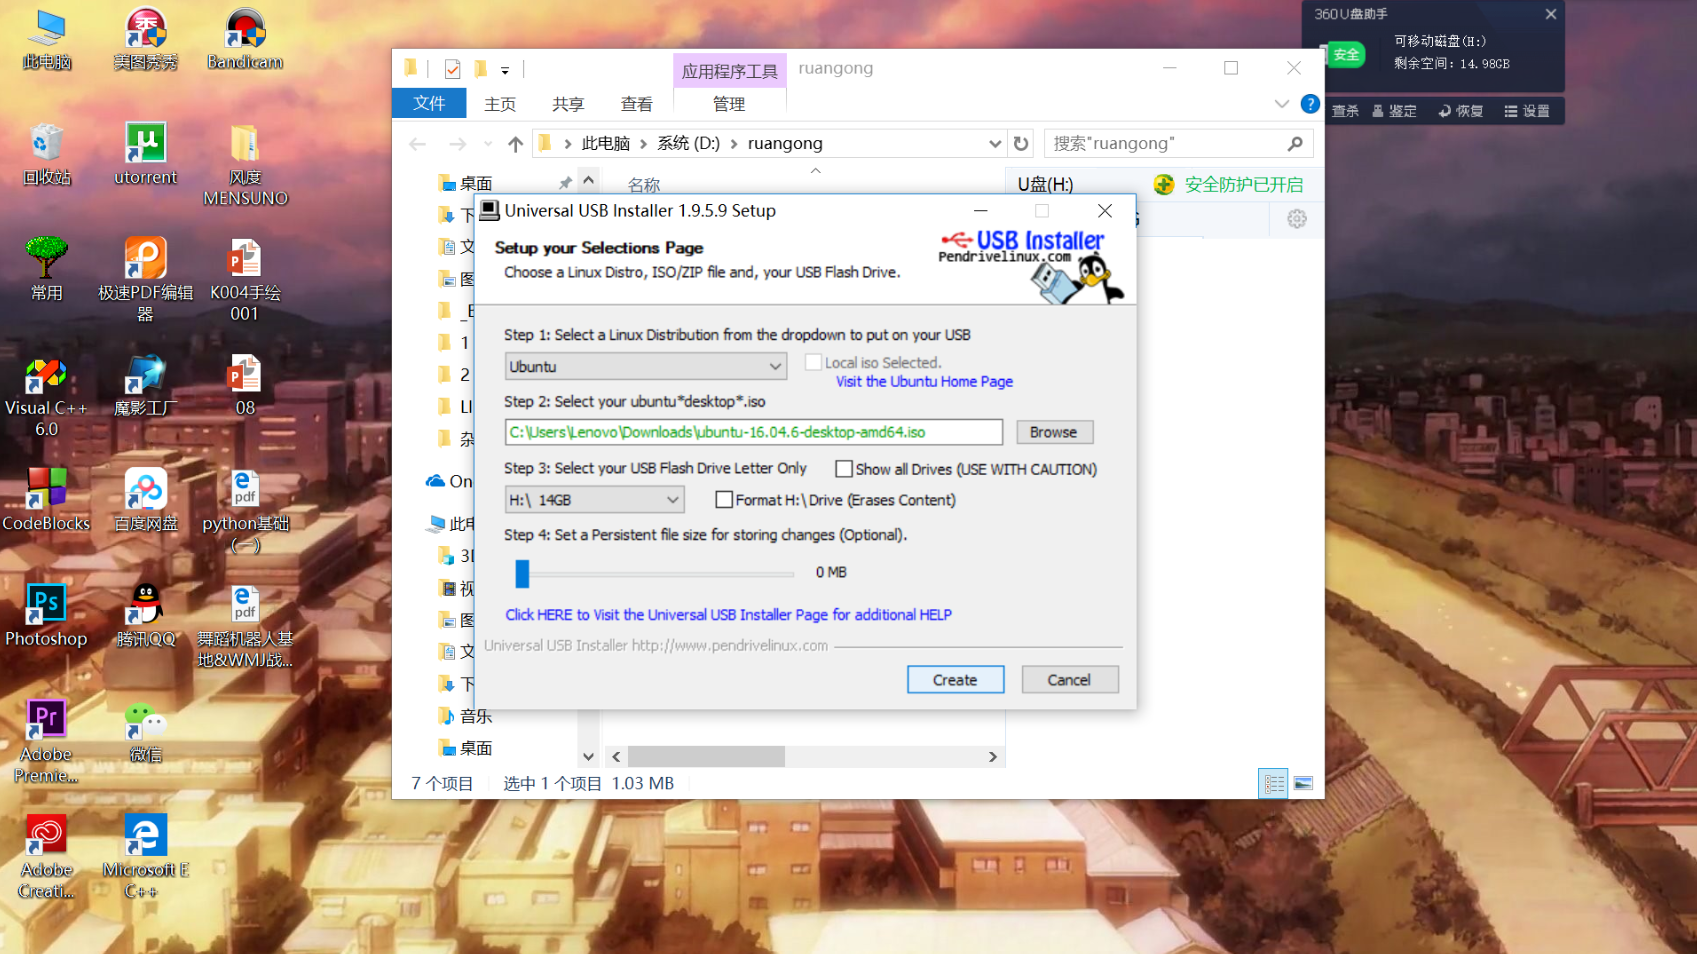 此电脑
美图秀秀
Bandicam
回收站
utorrent
风度
MENSUNO
常用
极速PDF编辑
器
K004手绘
001
Visual C++
6.0
魔影工厂
08
CodeBlocks
百度网盘
python基础
(一)
Photoshop
腾讯QQ
舞蹈机器人基
地&WMJ战...
Adobe
Premie...
微信
Adobe
Creati...
Microsoft E
C++
360U盘助手
安全
可移动磁盘(H:)
剩余空间: 14.98GB
查杀
鉴定
恢复
设置
应用程序工具
ruangong
文件
主页
共享
查看
管理
此电脑 > 系统 (D:) > ruangong
搜索"ruangong"
桌面
名称
U盘(H:)
安全防护已开启
下
文
图
_E
1
2
LI
杂
On
此电
3I
视
图
文
下
音乐
桌面
7 个项目
选中 1 个项目 1.03 MB
Universal USB Installer 1.9.5.9 Setup
Setup your Selections Page
Choose a Linux Distro, ISO/ZIP file and, your USB Flash Drive.
USB Installer
Pendrivelinux.com
Step 1: Select a Linux Distribution from the dropdown to put on your USB
Ubuntu
Local iso Selected.
Visit the Ubuntu Home Page
Step 2: Select your ubuntu*desktop*.iso
C:\Users\Lenovo\Downloads\ubuntu-16.04.6-desktop-amd64.iso
Browse
Step 3: Select your USB Flash Drive Letter Only
Show all Drives (USE WITH CAUTION)
H:\ 14GB
Format H:\ Drive (Erases Content)
Step 4: Set a Persistent file size for storing changes (Optional).
0 MB
Click HERE to Visit the Universal USB Installer Page for additional HELP
Universal USB Installer http://www.pendrivelinux.com
Create
Cancel